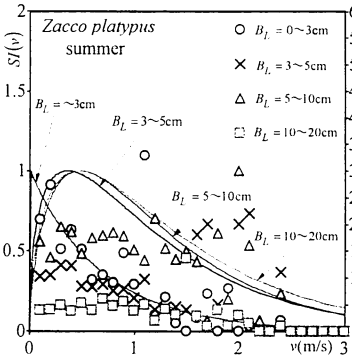 Zacco platypus
summer
SI(v)
2
1.5
1
0.5
0
B_L = 0~3cm
B_L = 3~5cm
B_L = 5~10cm
B_L = 10~20cm
B_L = ~3cm
B_L = 3~5cm
B_L = 5~10cm
B_L = 10~20cm
0
1
2
v(m/s)
3